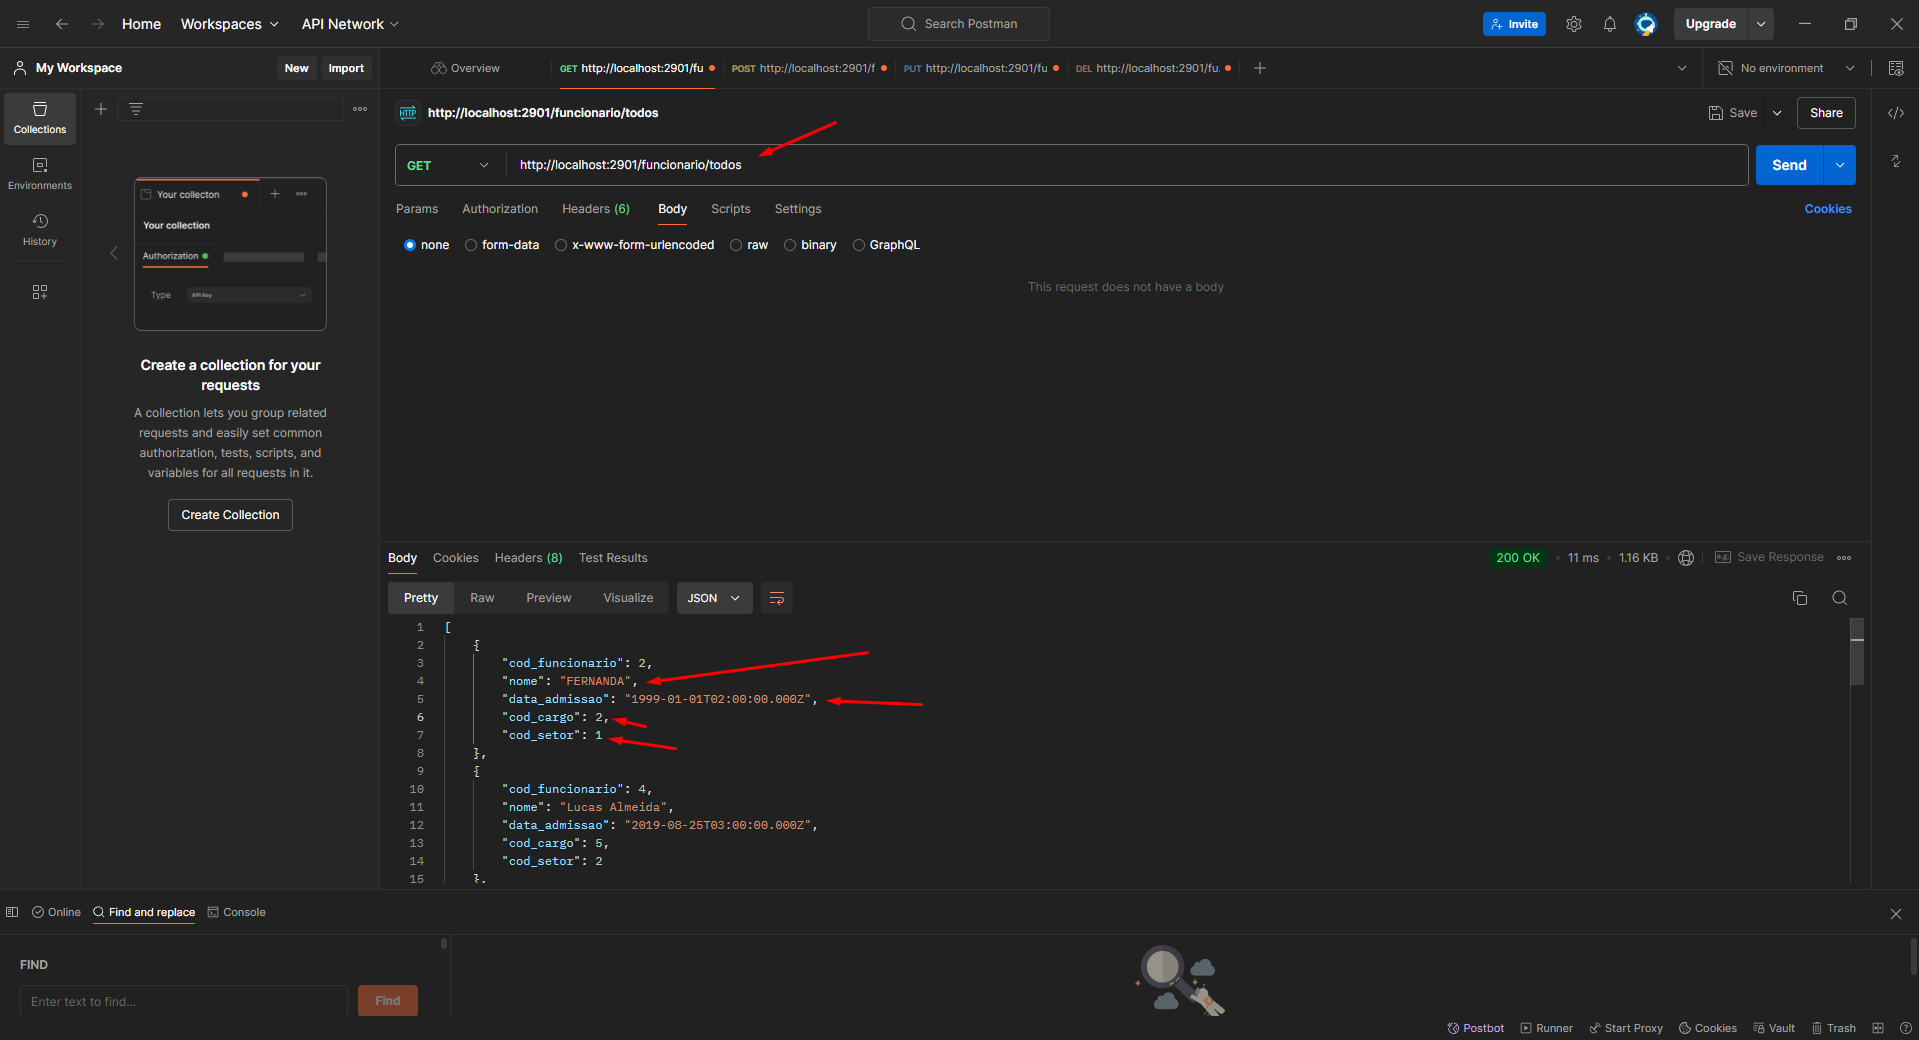 Home
Workspaces
API Network
Search Postman
Invite
Upgrade
My Workspace
New
Import
Overview
GET http://localhost:2901/fu
POST http://localhost:2901/f
PUT http://localhost:2901/fu
DEL http://localhost:2901/fu.
No environment
Collections
Environments
History
HTTP
http://localhost:2901/funcionario/todos
Save
Share
GET
http://localhost:2901/funcionario/todos
Send
Params
Authorization
Headers (6)
Body
Scripts
Settings
Cookies
none
form-data
x-www-form-urlencoded
raw
binary
GraphQL
This request does not have a body
Your collecton
Your collection
Authorization
Type
API Key
Create a collection for your
requests
A collection lets you group related
requests and easily set common
authorization, tests, scripts, and
variables for all requests in it.
Create Collection
Body
Cookies
Headers (8)
Test Results
200 OK
11 ms
1.16 KB
e.g.
Save Response
Pretty
Raw
Preview
Visualize
JSON
1 [
2 {
3 "cod_funcionario": 2,
4 "nome": "FERNANDA",
5 "data_admissao": "1999-01-01T02:00:00.000Z",
6 "cod_cargo": 2,
7 "cod_setor": 1
8 },
9 {
10 "cod_funcionario": 4,
11 "nome": "Lucas Almeida",
12 "data_admissao": "2019-08-25T03:00:00.000Z",
13 "cod_cargo": 5,
14 "cod_setor": 2
15 },
Online
Find and replace
Console
FIND
Enter text to find...
Find
Postbot
Runner
Start Proxy
Cookies
Vault
Trash